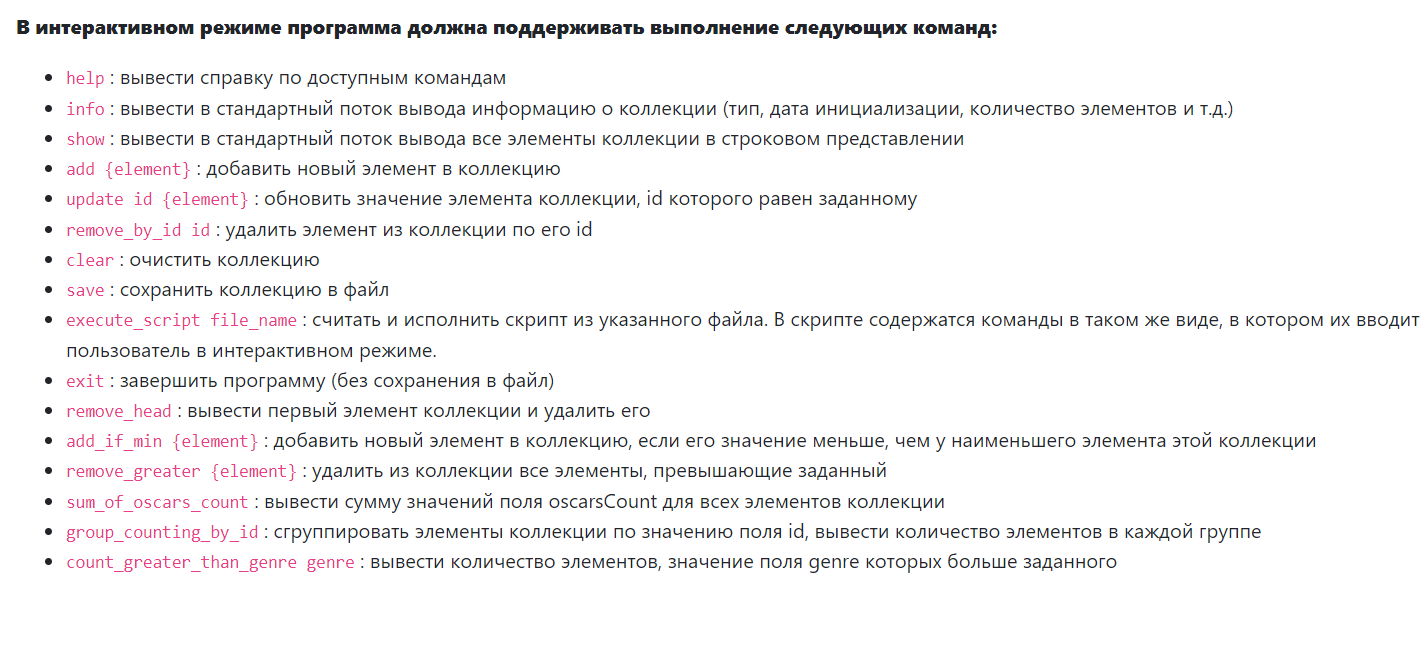 В интерактивном режиме программа должна поддерживать выполнение следующих команд:
help : вывести справку по доступным командам
info : вывести в стандартный поток вывода информацию о коллекции (тип, дата инициализации, количество элементов и т.д.)
show : вывести в стандартный поток вывода все элементы коллекции в строковом представлении
add {element} : добавить новый элемент в коллекцию
update id {element} : обновить значение элемента коллекции, id которого равен заданному
remove_by_id id : удалить элемент из коллекции по его id
clear : очистить коллекцию
save : сохранить коллекцию в файл
execute_script file_name : считать и исполнить скрипт из указанного файла. В скрипте содержатся команды в таком же виде, в котором их вводит
пользователь в интерактивном режиме.
exit : завершить программу (без сохранения в файл)
remove_head : вывести первый элемент коллекции и удалить его
add_if_min {element} : добавить новый элемент в коллекцию, если его значение меньше, чем у наименьшего элемента этой коллекции
remove_greater {element} : удалить из коллекции все элементы, превышающие заданный
sum_of_oscars_count : вывести сумму значений поля oscarsCount для всех элементов коллекции
group_counting_by_id : сгруппировать элементы коллекции по значению поля id, вывести количество элементов в каждой группе
count_greater_than_genre genre : вывести количество элементов, значение поля genre которых больше заданного